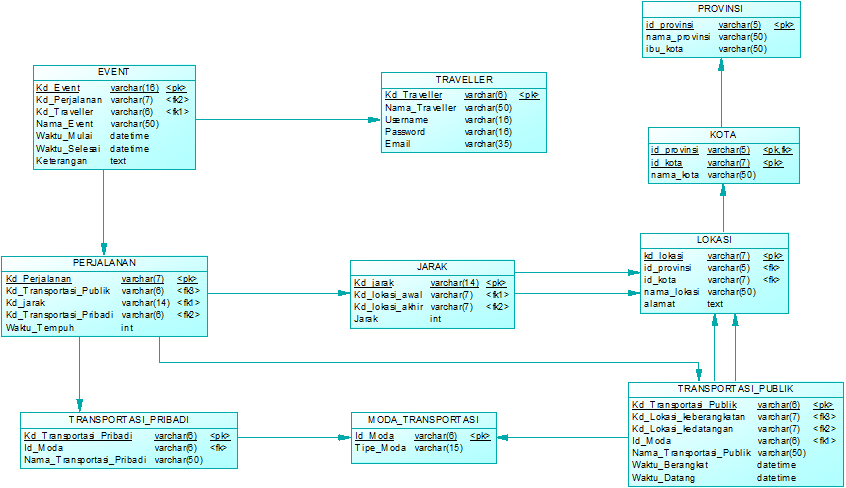 PROVINSI
id_provinsi varchar(5) <pk>
nama_provinsi varchar(50)
ibu_kota varchar(50)
EVENT
Kd_Event varchar(16) <pk>
Kd_Perjalanan varchar(7) <fk2>
Kd_Traveller varchar(6) <fk1>
Nama_Event varchar(50)
Waktu_Mulai datetime
Waktu_Selesai datetime
Keterangan text
TRAVELLER
Kd_Traveller varchar(6) <pk>
Nama_Traveller varchar(50)
Username varchar(16)
Password varchar(16)
Email varchar(35)
KOTA
id_provinsi varchar(5) <pk,fk>
id_kota varchar(7) <pk>
nama_kota varchar(50)
LOKASI
kd_lokasi varchar(7) <pk>
id_provinsi varchar(5) <fk>
id_kota varchar(7) <fk>
nama_lokasi varchar(50)
alamat text
PERJALANAN
Kd_Perjalanan varchar(7) <pk>
Kd_Transportasi_Publik varchar(6) <fk3>
Kd_jarak varchar(14) <fk1>
Kd_Transportasi_Pribadi varchar(6) <fk2>
Waktu_Tempuh int
JARAK
Kd_jarak varchar(14) <pk>
Kd_lokasi_awal varchar(7) <fk1>
Kd_lokasi_akhir varchar(7) <fk2>
Jarak int
TRANSPORTASI_PRIBADI
Kd_Transportasi_Pribadi varchar(6) <pk>
Id_Moda varchar(6) <fk>
Nama_Transportasi_Pribadi varchar(50)
MODA_TRANSPORTASI
Id_Moda varchar(6) <pk>
Tipe_Moda varchar(15)
TRANSPORTASI_PUBLIK
Kd_Transportasi_Publik varchar(6) <pk>
Kd_Lokasi_keberangkatan varchar(7) <fk3>
Kd_Lokasi_kedatangan varchar(7) <fk2>
Id_Moda varchar(6) <fk1>
Nama_Transportasi_Publik varchar(50)
Waktu_Berangkat datetime
Waktu_Datang datetime